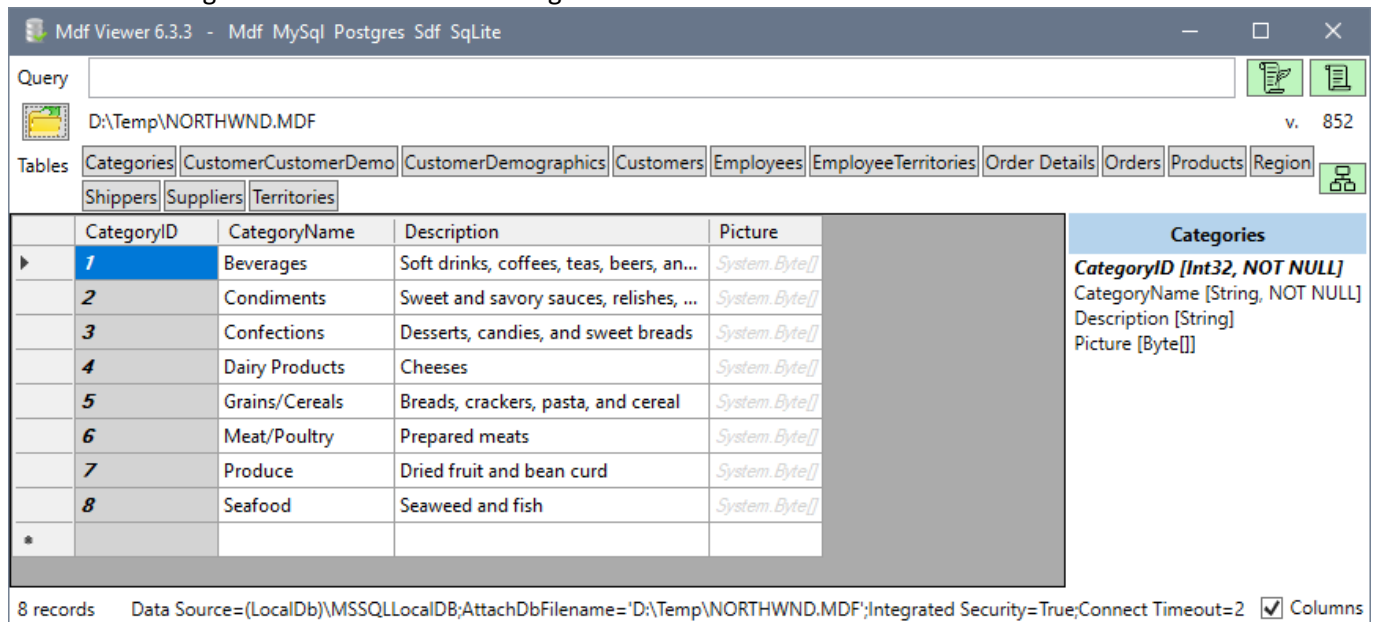 Mdf Viewer 6.3.3 - Mdf MySql Postgres Sdf SqLite
Query
D:\Temp\NORTHWND.MDF v. 852
Tables Categories CustomerCustomerDemo CustomerDemographics Customers Employees EmployeeTerritories Order Details Orders Products Region
Shippers Suppliers Territories
CategoryID CategoryName Description Picture Categories
1 Beverages Soft drinks, coffees, teas, beers, an... System.Byte[] CategoryID [Int32, NOT NULL]
2 Condiments Sweet and savory sauces, relishes, ... System.Byte[] CategoryName [String, NOT NULL]
3 Confections Desserts, candies, and sweet breads System.Byte[] Description [String]
4 Dairy Products Cheeses System.Byte[] Picture [Byte[]]
5 Grains/Cereals Breads, crackers, pasta, and cereal System.Byte[]
6 Meat/Poultry Prepared meats System.Byte[]
7 Produce Dried fruit and bean curd System.Byte[]
8 Seafood Seaweed and fish System.Byte[]
8 records Data Source=(LocalDb)\MSSQLLocalDB;AttachDbFilename='D:\Temp\NORTHWND.MDF';Integrated Security=True;Connect Timeout=2 Columns